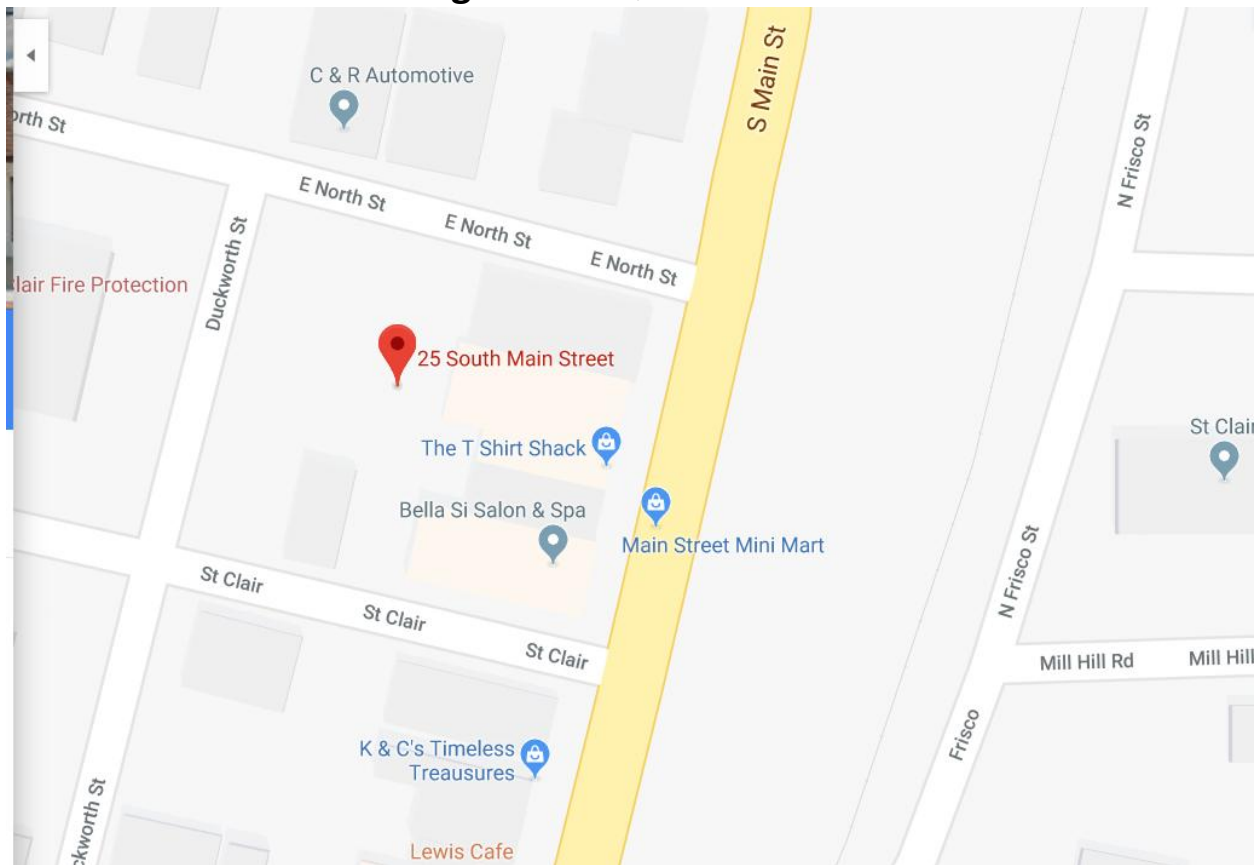 S Main St
C & R Automotive
N Frisco St
orth St
E North St
E North St
E North St
Duckworth St
lair Fire Protection
25 South Main Street
St Clair
The T Shirt Shack
Bella Si Salon & Spa
Main Street Mini Mart
N Frisco St
St Clair
St Clair
St Clair
Mill Hill Rd
Mill Hill
Frisco
K & C's Timeless
Treausures
ckworth St
Lewis Cafe